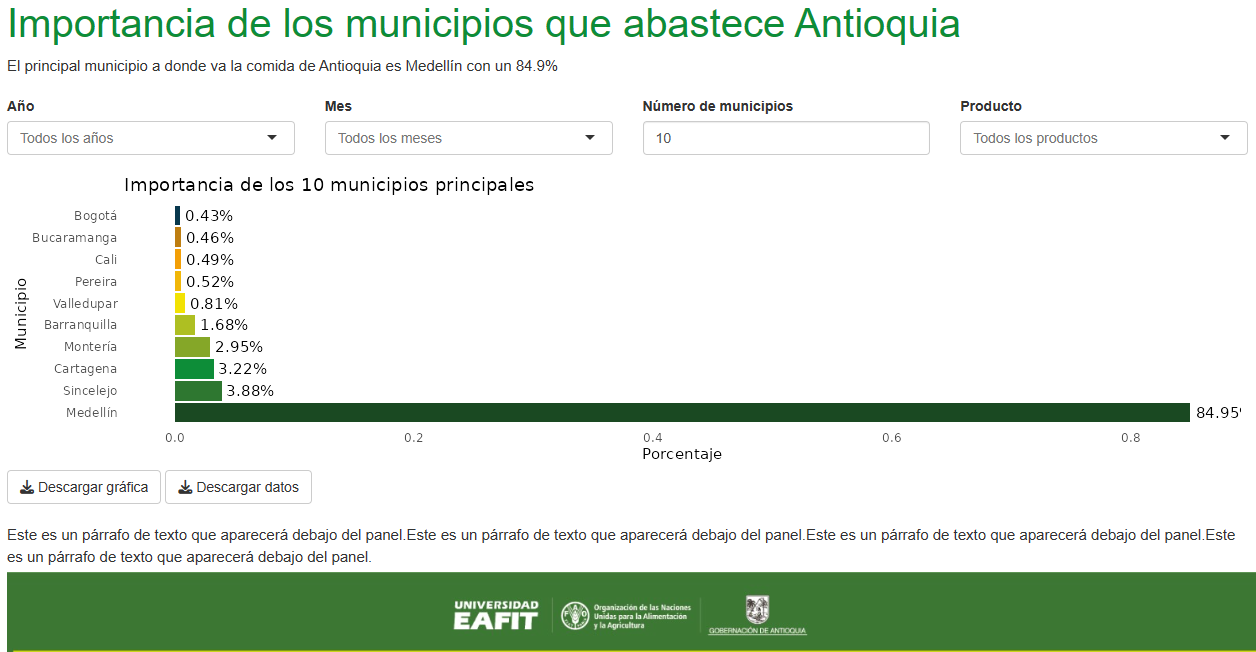 Importancia de los municipios que abastece Antioquia
El principal municipio a donde va la comida de Antioquia es Medellín con un 84.9%
Año
Mes
Número de municipios
Producto
Todos los años
Todos los meses
10
Todos los productos
Importancia de los 10 municipios principales
Municipio
Bogotá 0.43%
Bucaramanga 0.46%
Cali 0.49%
Pereira 0.52%
Valledupar 0.81%
Barranquilla 1.68%
Montería 2.95%
Cartagena 3.22%
Sincelejo 3.88%
Medellín 84.95%
0.0 0.2 0.4 0.6 0.8
Porcentaje
Descargar gráfica
Descargar datos
Este es un párrafo de texto que aparecerá debajo del panel.Este es un párrafo de texto que aparecerá debajo del panel.Este es un párrafo de texto que aparecerá debajo del panel.Este
es un párrafo de texto que aparecerá debajo del panel.
UNIVERSIDAD
EAFIT
FAO
Organización de las Naciones
Unidas para la Alimentación
y la Agricultura
GOBERNACIÓN DE ANTIOQUIA